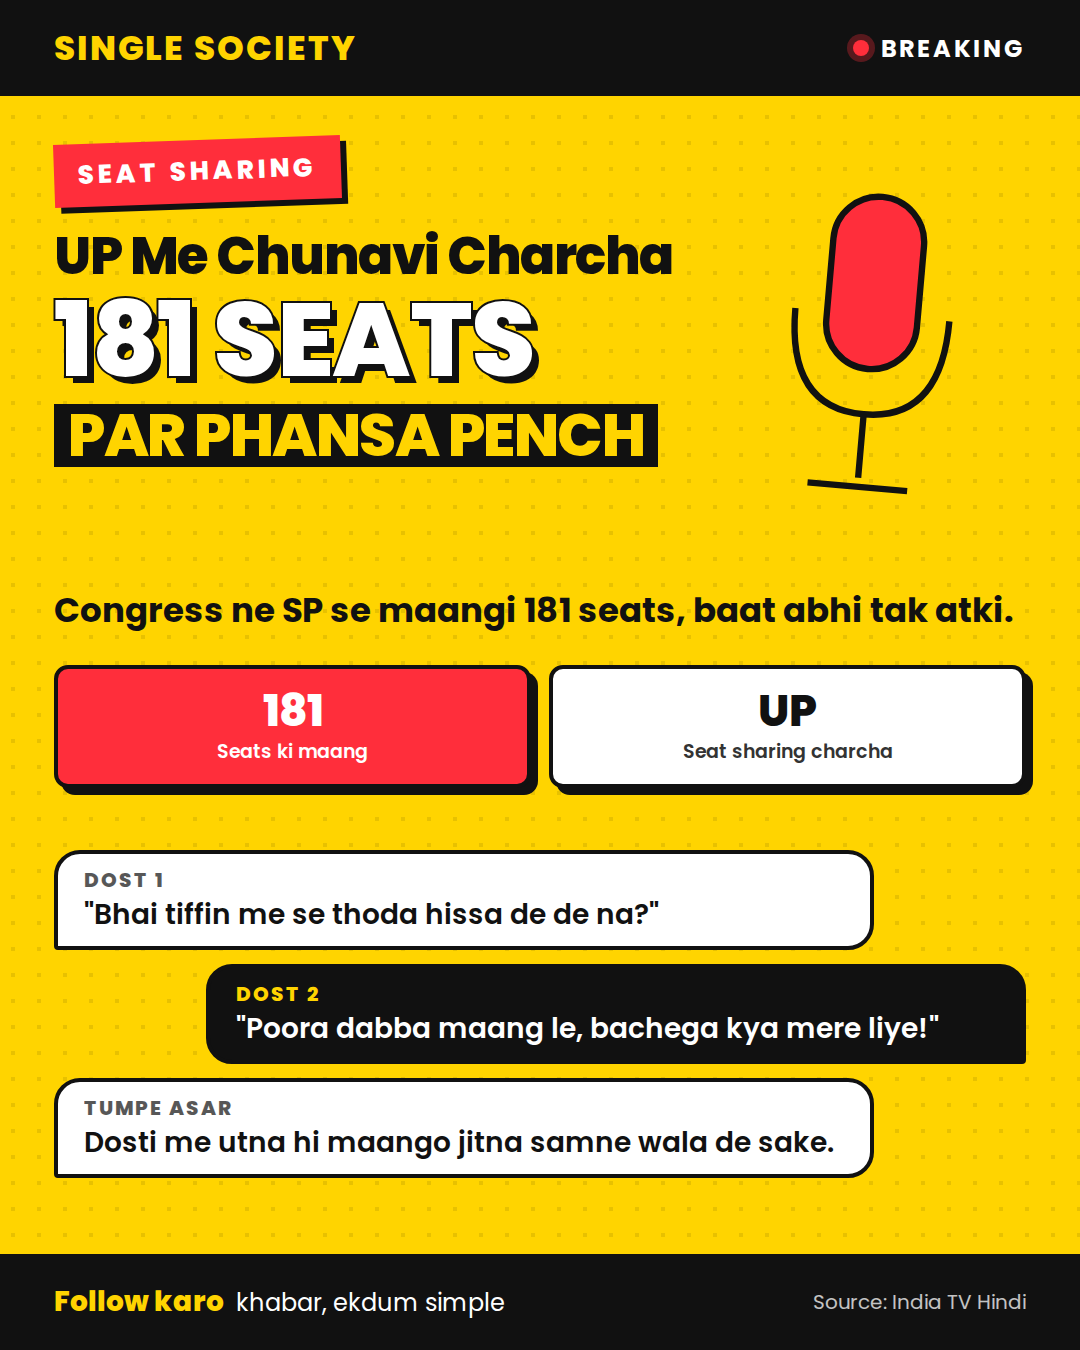 SINGLE SOCIETY
BREAKING
SEAT SHARING
UP Me Chunavi Charcha
181 SEATS
PAR PHANSA PENCH
Congress ne SP se maangi 181 seats, baat abhi tak atki.
181
Seats ki maang
UP
Seat sharing charcha
DOST 1
"Bhai tiffin me se thoda hissa de de na?"
DOST 2
"Poora dabba maang le, bachega kya mere liye!"
TUMPE ASAR
Dosti me utna hi maango jitna samne wala de sake.
Follow karo khabar, ekdum simple
Source: India TV Hindi